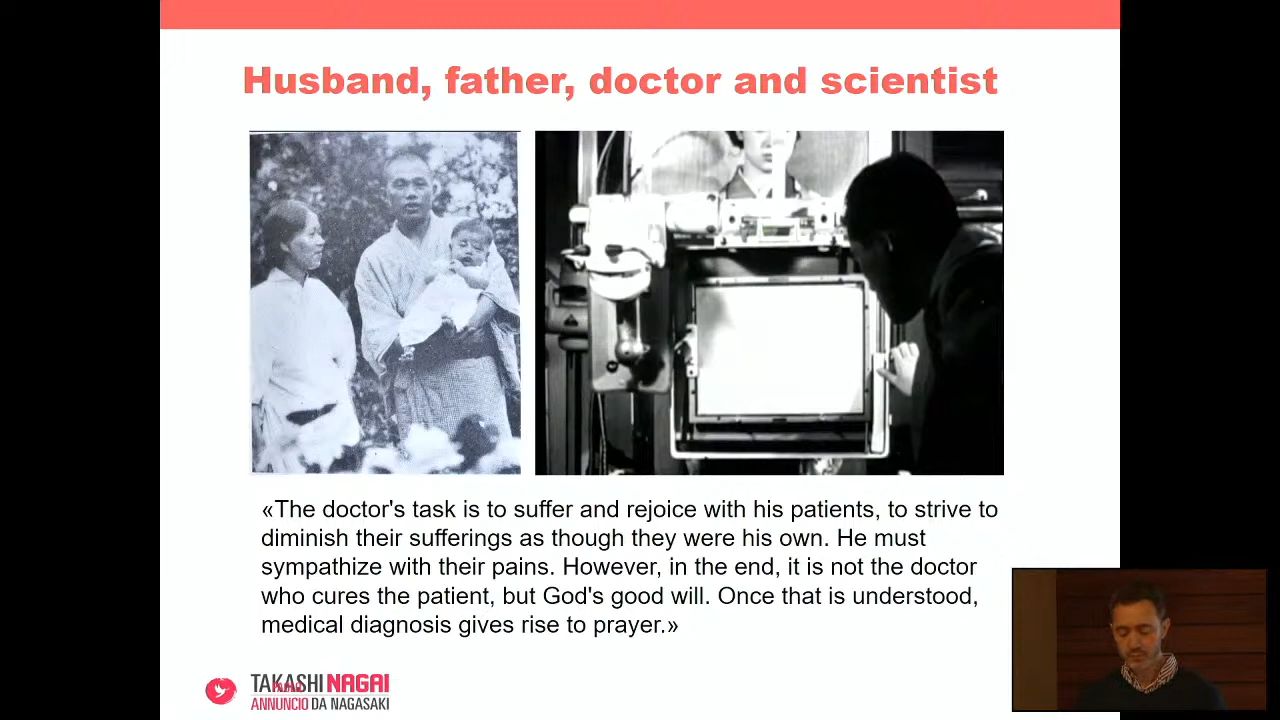 Husband, father, doctor and scientist
«The doctor's task is to suffer and rejoice with his patients, to strive to
diminish their sufferings as though they were his own. He must
sympathize with their pains. However, in the end, it is not the doctor
who cures the patient, but God's good will. Once that is understood,
medical diagnosis gives rise to prayer.»
TAKASHI NAGAI
ANNUNCIO DA NAGASAKI